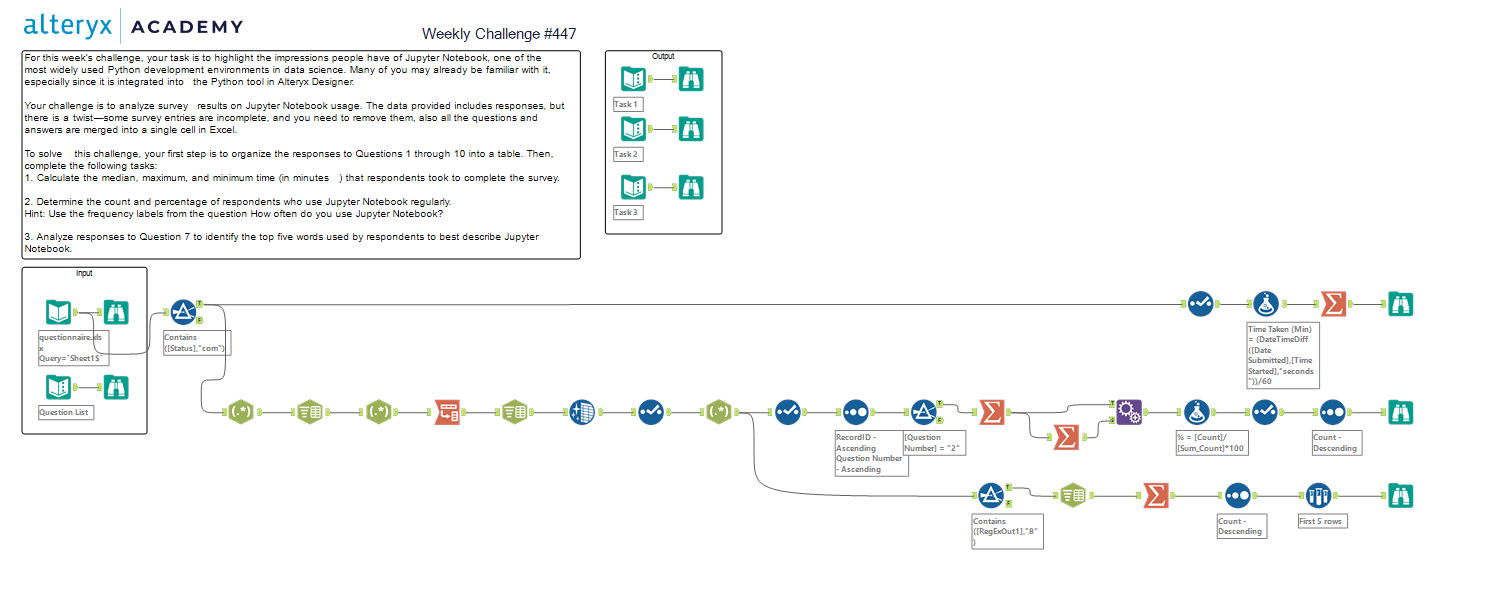 alteryx ACADEMY
Weekly Challenge #447
For this week's challenge, your task is to highlight the impressions people have of Jupyter Notebook, one of the
most widely used Python development environments in data science. Many of you may already be familiar with it,
especially since it is integrated into the Python tool in Alteryx Designer.
Your challenge is to analyze survey results on Jupyter Notebook usage. The data provided includes responses, but
there is a twist—some survey entries are incomplete, and you need to remove them, also all the questions and
answers are merged into a single cell in Excel.
To solve this challenge, your first step is to organize the responses to Questions 1 through 10 into a table. Then,
complete the following tasks:
1. Calculate the median, maximum, and minimum time (in minutes ) that respondents took to complete the survey.
2. Determine the count and percentage of respondents who use Jupyter Notebook regularly.
Hint: Use the frequency labels from the question How often do you use Jupyter Notebook?
3. Analyze responses to Question 7 to identify the top five words used by respondents to best describe Jupyter
Notebook.
Output
Task 1
Task 2
Task 3
Input
questionnaire.xls
x
Query=`Sheet1$`
Question List
Contains
([Status],"com")
Time Taken (Min)
= (DateTimeDiff
([Date
Submitted],[Time
Started],"seconds
"))/60
RecordID -
Ascending
Question Number
- Ascending
[Question
Number] = "2"
% = [Count]/
[Sum_Count]*100
Count -
Descending
Contains
([RegExOut1],"8"
)
Count -
Descending
First 5 rows